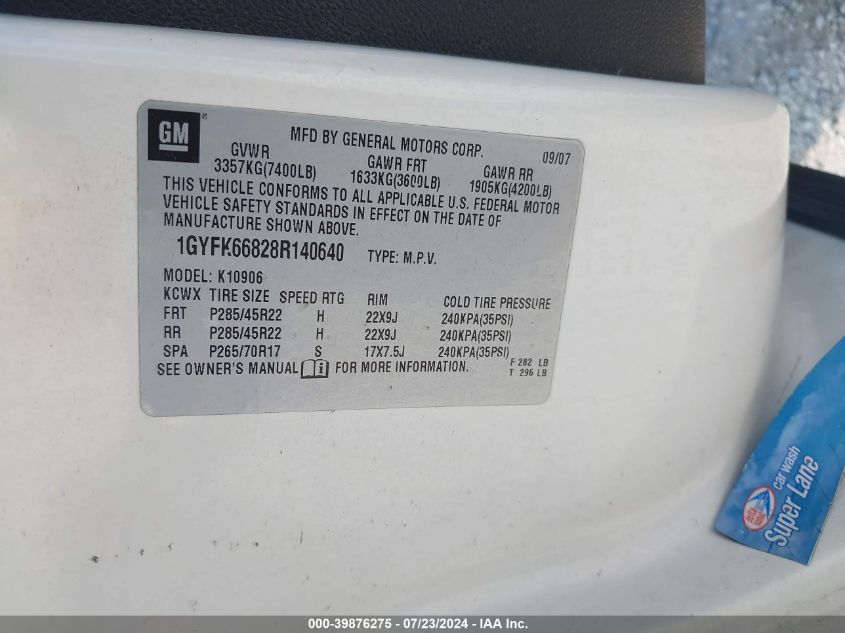 GM ®
MFD BY GENERAL MOTORS CORP. 09/07
GVWR GAWR FRT GAWR RR
3357KG(7400LB) 1633KG(3600LB) 1905KG(4200LB)
THIS VEHICLE CONFORMS TO ALL APPLICABLE U.S. FEDERAL MOTOR
VEHICLE SAFETY STANDARDS IN EFFECT ON THE DATE OF
MANUFACTURE SHOWN ABOVE.
1GYFK66828R140640 TYPE: M.P.V.
MODEL: K10906
KCWX TIRE SIZE SPEED RTG RIM COLD TIRE PRESSURE
FRT P285/45R22 H 22X9J 240KPA(35PSI)
RR P285/45R22 H 22X9J 240KPA(35PSI)
SPA P265/70R17 S 17X7.5J 240KPA(35PSI)
SEE OWNER'S MANUAL FOR MORE INFORMATION.
F 282 LB
T 296 LB
car wash
Super Lane
000-39876275 - 07/23/2024 - IAA Inc.